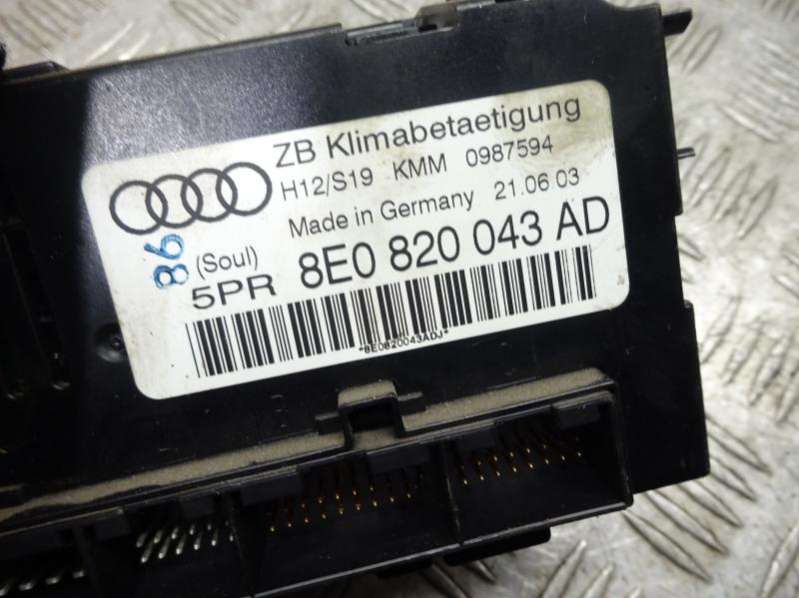 ZB Klimabetaetigung
H12/S19 KMM 0987594
Made in Germany 21.06 03
86
(Soul)
5PR 8E0 820 043 AD
*8E0820043ADJ*